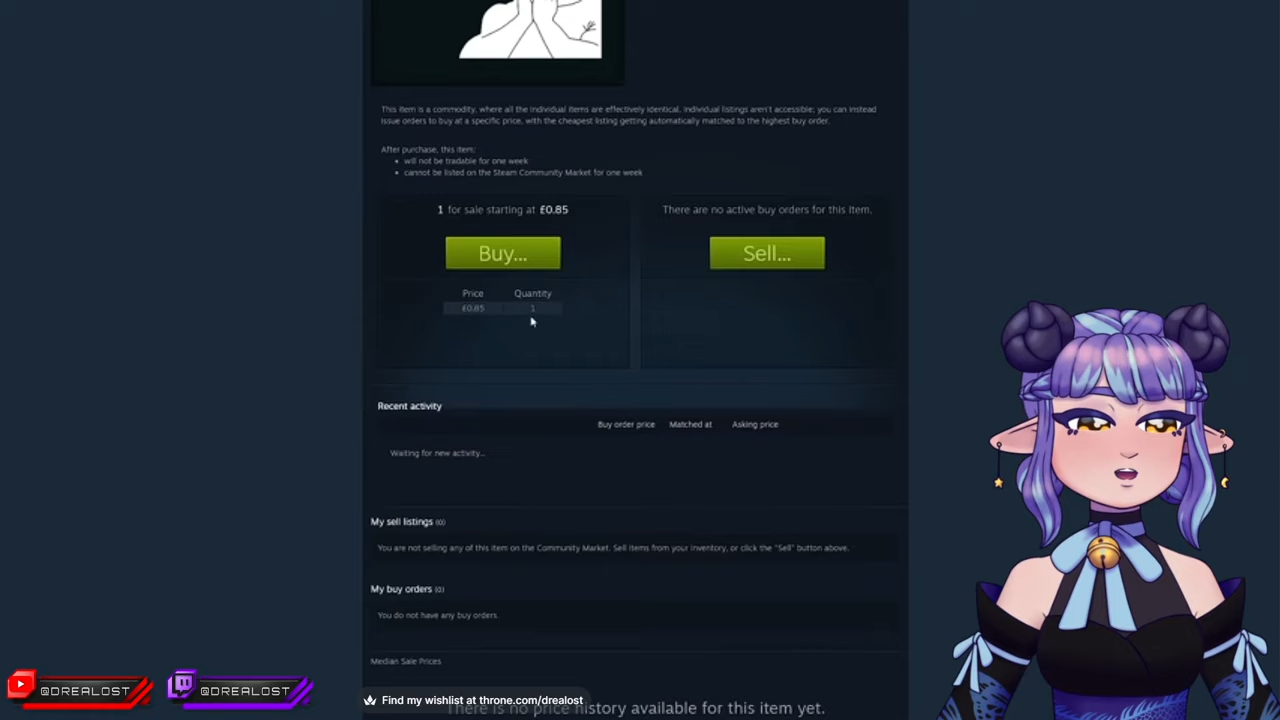 This item is a commodity, where all the individual items are effectively identical. Individual listings aren't accessible; you can instead
issue orders to buy at a specific price, with the cheapest listing getting automatically matched to the highest buy order.
After purchase, this item:
will not be tradable for one week
cannot be listed on the Steam Community Market for one week
1 for sale starting at £0.85
There are no active buy orders for this item.
Buy...
Sell...
Price Quantity
£0.85 1
Recent activity
Buy order price Matched at Asking price
Waiting for new activity...
My sell listings (0)
You are not selling any of this item on the Community Market. Sell items from your inventory, or click the "Sell" button above.
My buy orders (0)
You do not have any buy orders.
Median Sale Prices
@DREALOST
@DREALOST
Find my wishlist at throne.com/drealost
There is no price history available for this item yet.